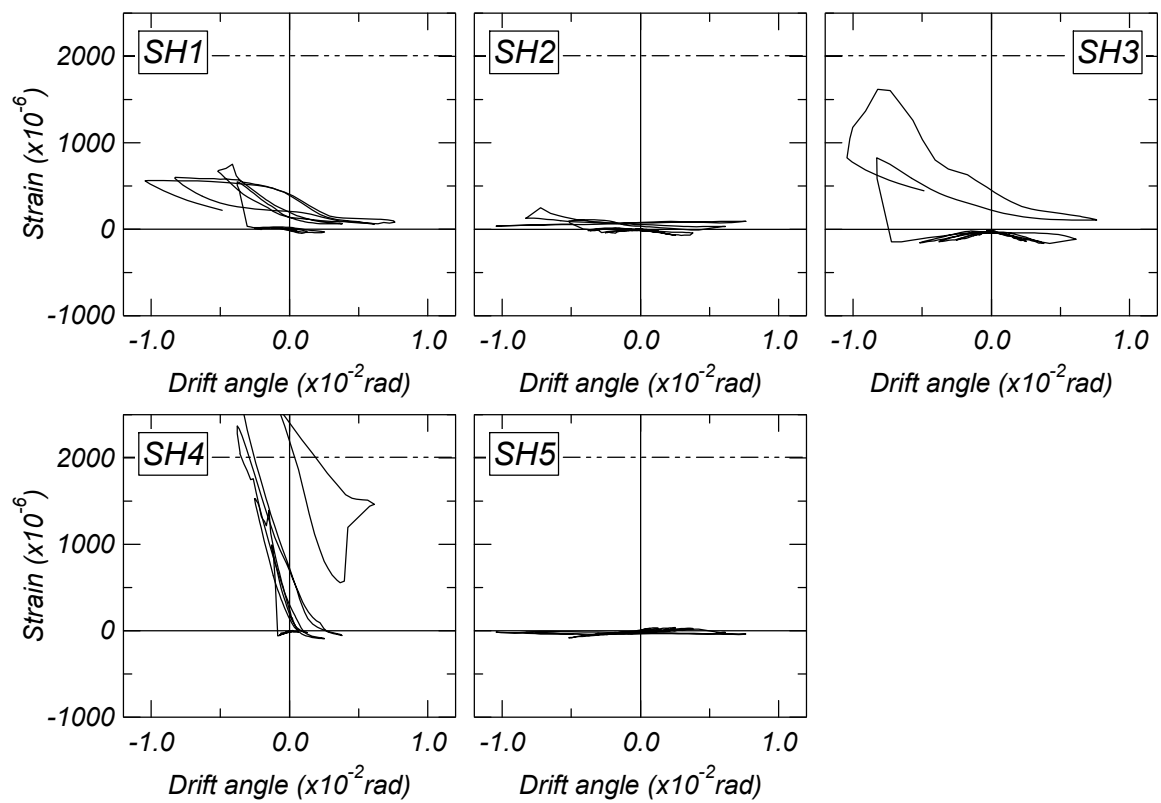 SH1
SH2
SH3
2000
1000
0
-1000
Strain (x10-6)
-1.0 0.0 1.0
-1.0 0.0 1.0
-1.0 0.0 1.0
Drift angle (x10-2rad)
Drift angle (x10-2rad)
Drift angle (x10-2rad)
SH4
SH5
2000
1000
0
-1000
Strain (x10-6)
-1.0 0.0 1.0
-1.0 0.0 1.0
Drift angle (x10-2rad)
Drift angle (x10-2rad)